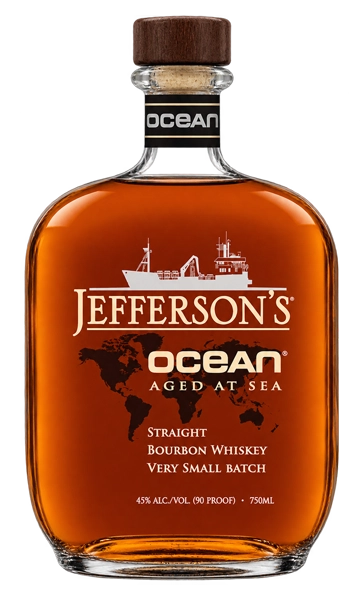 OCEAN
JEFFERSON'S®
OCEAN®
AGED AT SEA
STRAIGHT
BOURBON WHISKEY
VERY SMALL BATCH
45% ALC./VOL. (90 PROOF) • 750ML